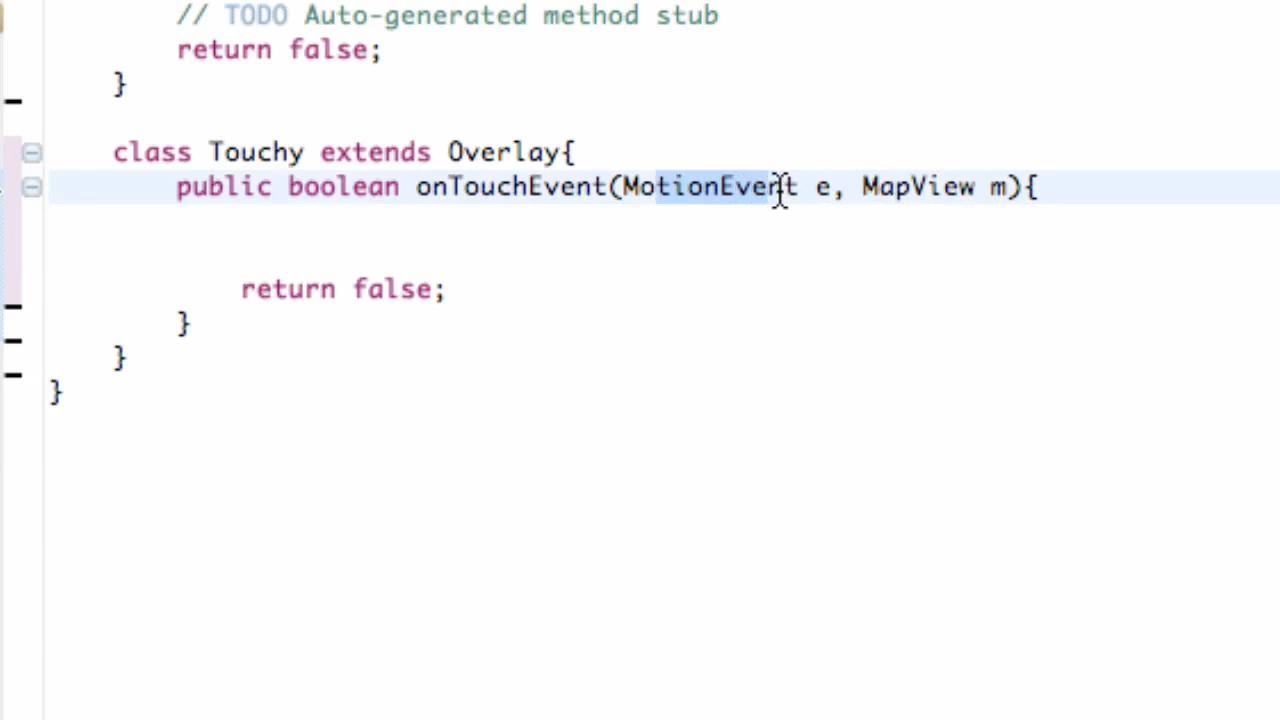 // TODO Auto-generated method stub
return false;
}
class Touchy extends Overlay{
public boolean onTouchEvent(MotionEvent e, MapView m){
return false;
}
}
}